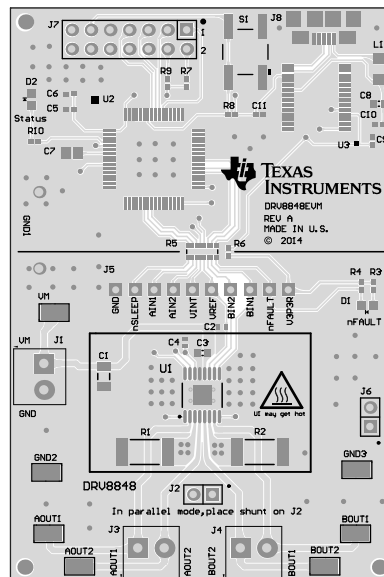 J7
1
2
S1
J8
L1
D2
Status
R9
R7
C6
C5
U2
R10
C7
R8
C11
C8
C10
C9
U3
TEXAS
INSTRUMENTS
DRV8848EVM
REV A
MADE IN U.S.
© 2014
GND1
R5
R6
J5
GND
nSLEEP
AIN1
AIN2
VINT
VREF
BIN2
BIN1
nFAULT
V3P3R
R4
R3
D1
nFAULT
VM
VM
J1
GND
C1
C2
C4
C3
U1
U1 may get hot
J6
R1
R2
GND2
GND3
DRV8848
J2
In parallel mode,place shunt on J2
AOUT1
AOUT2
J3
AOUT1
AOUT2
J4
BOUT1
BOUT2
BOUT1
BOUT2